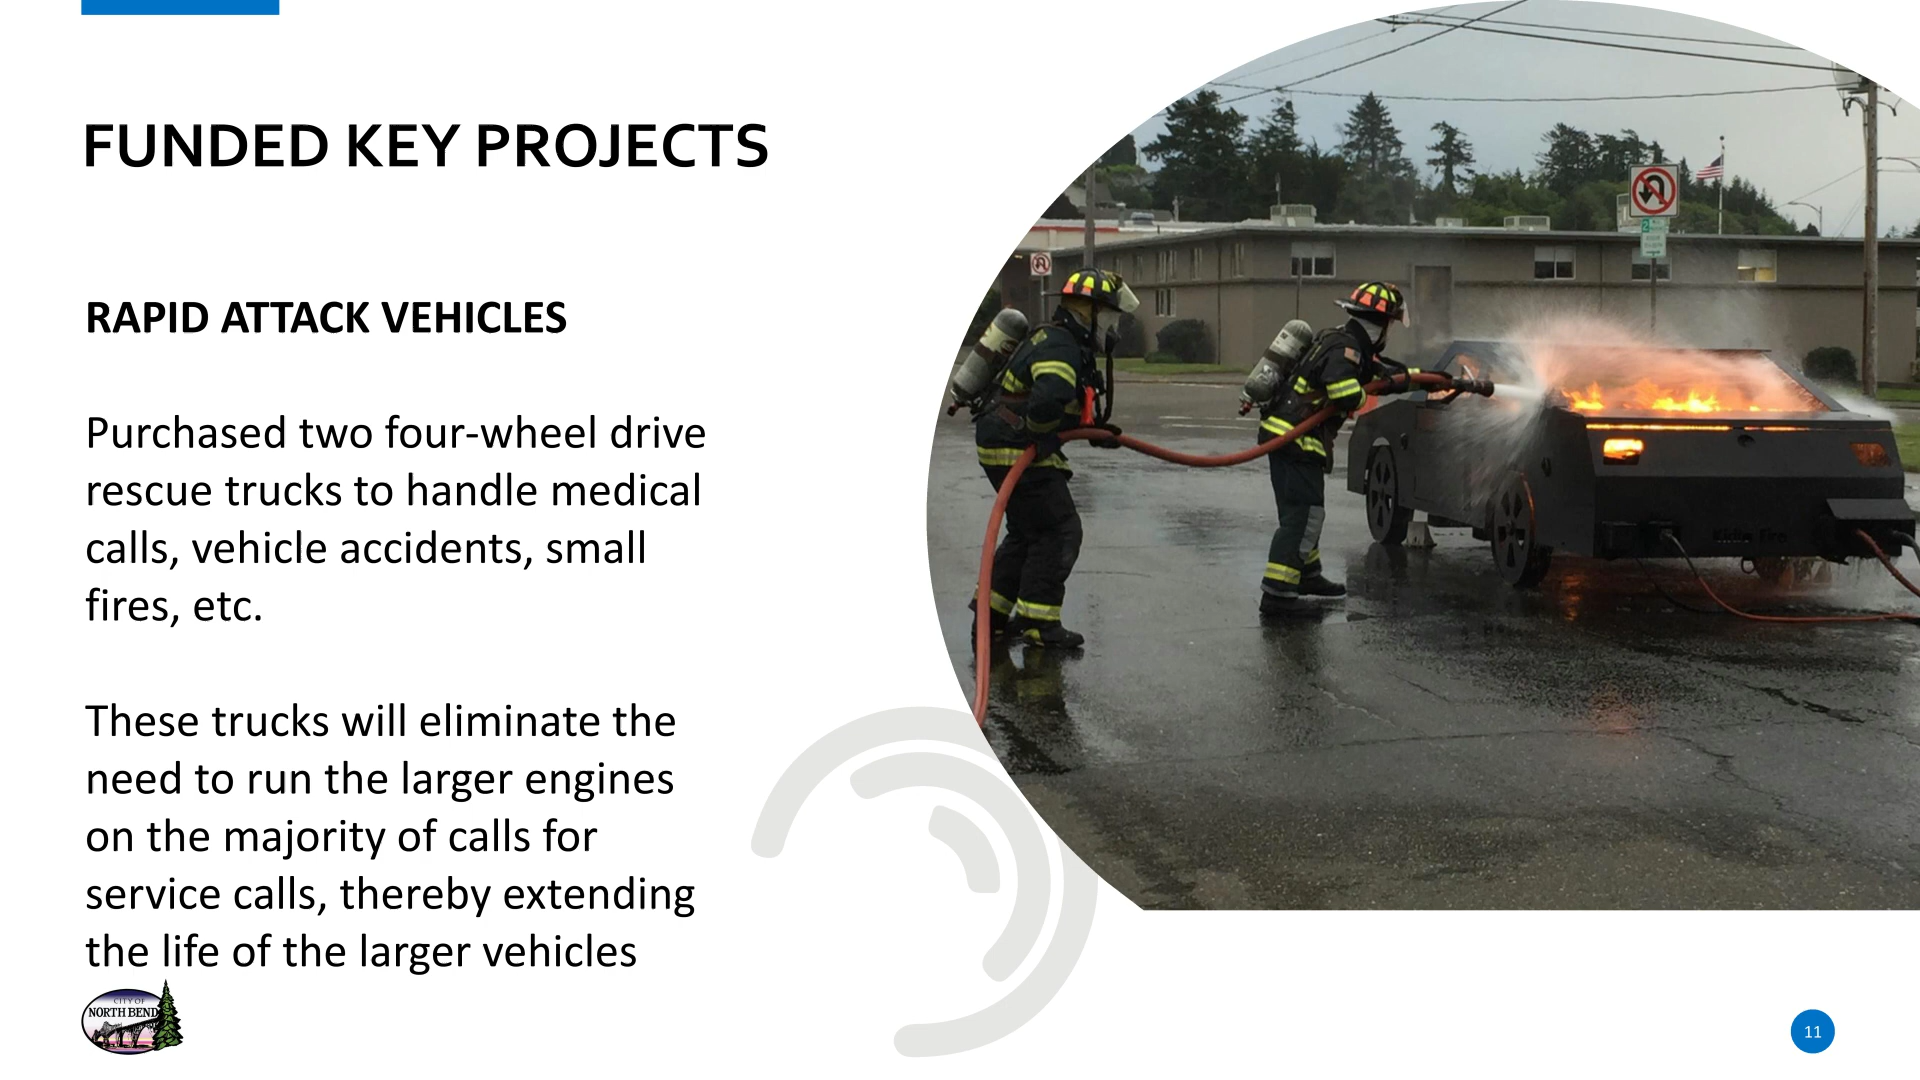 FUNDED KEY PROJECTS
RAPID ATTACK VEHICLES
Purchased two four-wheel drive
rescue trucks to handle medical
calls, vehicle accidents, small
fires, etc.
These trucks will eliminate the
need to run the larger engines
on the majority of calls for
service calls, thereby extending
the life of the larger vehicles
CITY OF
NORTH BEND
11